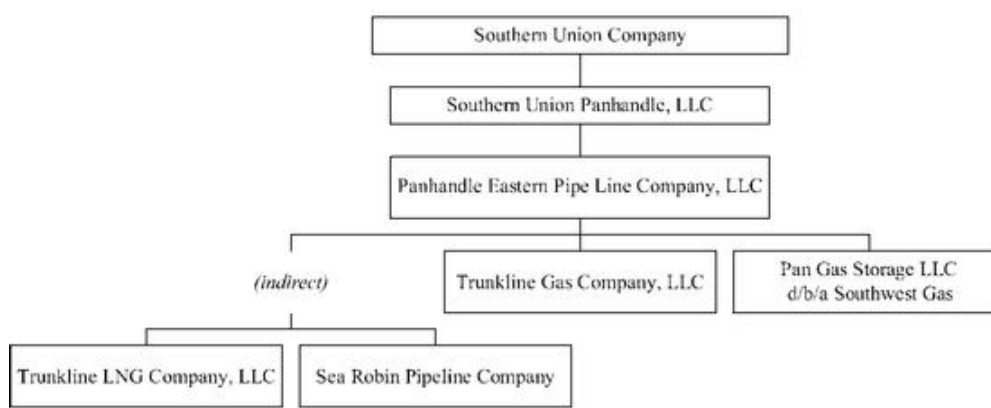 Southern Union Company
Southern Union Panhandle, LLC
Panhandle Eastern Pipe Line Company, LLC
(indirect)
Trunkline Gas Company, LLC
Pan Gas Storage LLC
d/b/a Southwest Gas
Trunkline LNG Company, LLC
Sea Robin Pipeline Company